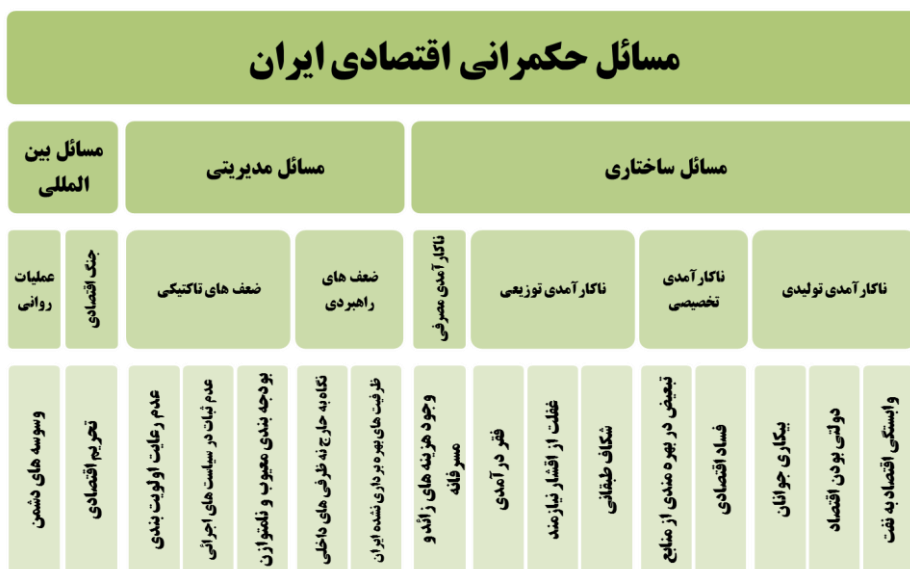 مسائل حکمرانی اقتصادی ایران
مسائل ساختاری
مسائل مدیریتی
مسائل بین
المللی
ناکارآمدی تولیدی
ناکارآمدی
تخصیصی
ناکارآمدی توزیعی
ناکارآمدی مصرفی
ضعف های
راهبردی
ضعف های تاکتیکی
جنگ اقتصادی
عملیات
روانی
وابستگی اقتصاد به نفت
دولتی بودن اقتصاد
بیکاری جوانان
فساد اقتصادی
تبعیض در بهره مندی از منابع
شکاف طبقاتی
غفلت از اقشار نیازمند
فقر درآمدی
وجود هزینه های زائد و
مسرفانه
ظرفیت های بهره برداری نشده ایران
نگاه به خارج نه ظرفی های داخلی
بودجه بندی معیوب و نامتوازن
عدم ثبات در سیاست های اجرائی
عدم رعایت اولویت بندی
تحریم اقتصادی
وسوسه های دشمن